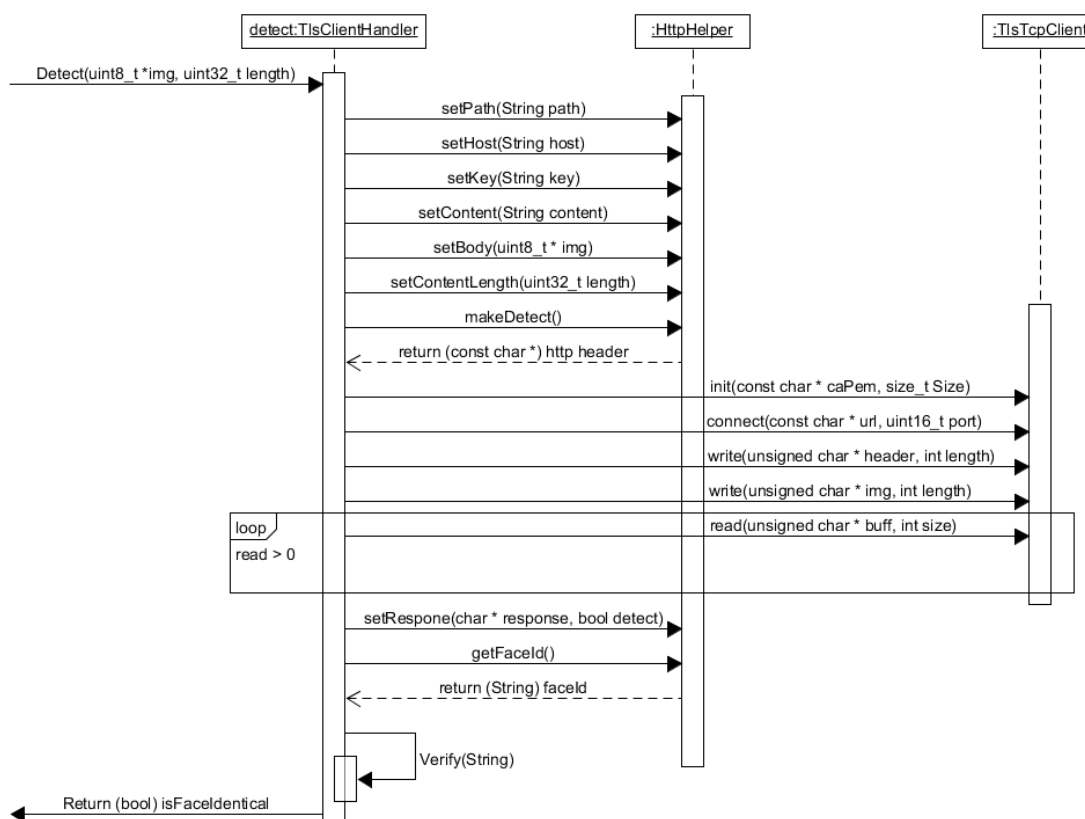 detect:TlsClientHandler
:HttpHelper
:TlsTcpClient
Detect(uint8_t *img, uint32_t length)
setPath(String path)
setHost(String host)
setKey(String key)
setContent(String content)
setBody(uint8_t * img)
setContentLength(uint32_t length)
makeDetect()
return (const char *) http header
init(const char * caPem, size_t Size)
connect(const char * url, uint16_t port)
write(unsigned char * header, int length)
write(unsigned char * img, int length)
loop
read(unsigned char * buff, int size)
read > 0
setRespone(char * response, bool detect)
getFaceId()
return (String) faceId
Verify(String)
Return (bool) isFaceIdentical